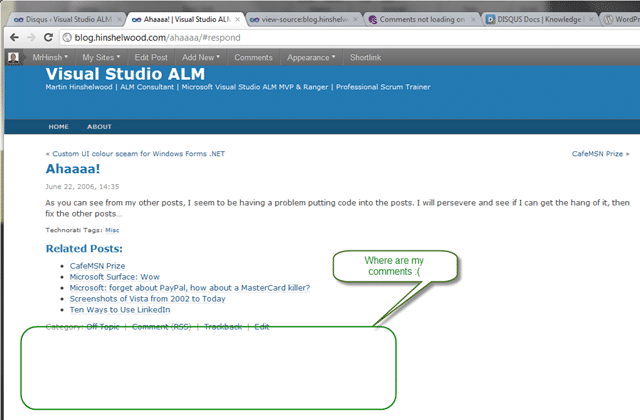 Disqus ‹ Visual Studio ALM
Ahaaaa! | Visual Studio ALM
view-source:blog.hinshelwo
Comments not loading on
DISQUS Docs | Knowledge
WordPr
blog.hinshelwood.com/ahaaaa/#respond
MrHinsh
My Sites
Edit Post
Add New
Comments
Appearance
Shortlink
Visual Studio ALM
Martin Hinshelwood | ALM Consultant | Microsoft Visual Studio ALM MVP & Ranger | Professional Scrum Trainer
HOME ABOUT
« Custom UI colour sceam for Windows Forms .NET
CafeMSN Prize »
Ahaaaa!
June 22, 2006, 14:35
As you can see from my other posts, I seem to be having a problem putting code into the posts. I will persevere and see if I can get the hang of it, then
fix the other posts...
Technorati Tags: Misc
Related Posts:
CafeMSN Prize
Microsoft Surface: Wow
Microsoft: forget about PayPal, how about a MasterCard killer?
Screenshots of Vista from 2002 to Today
Ten Ways to Use LinkedIn
Where are my
comments :(
Category: Off Topic | Comment (RSS) | Trackback | Edit